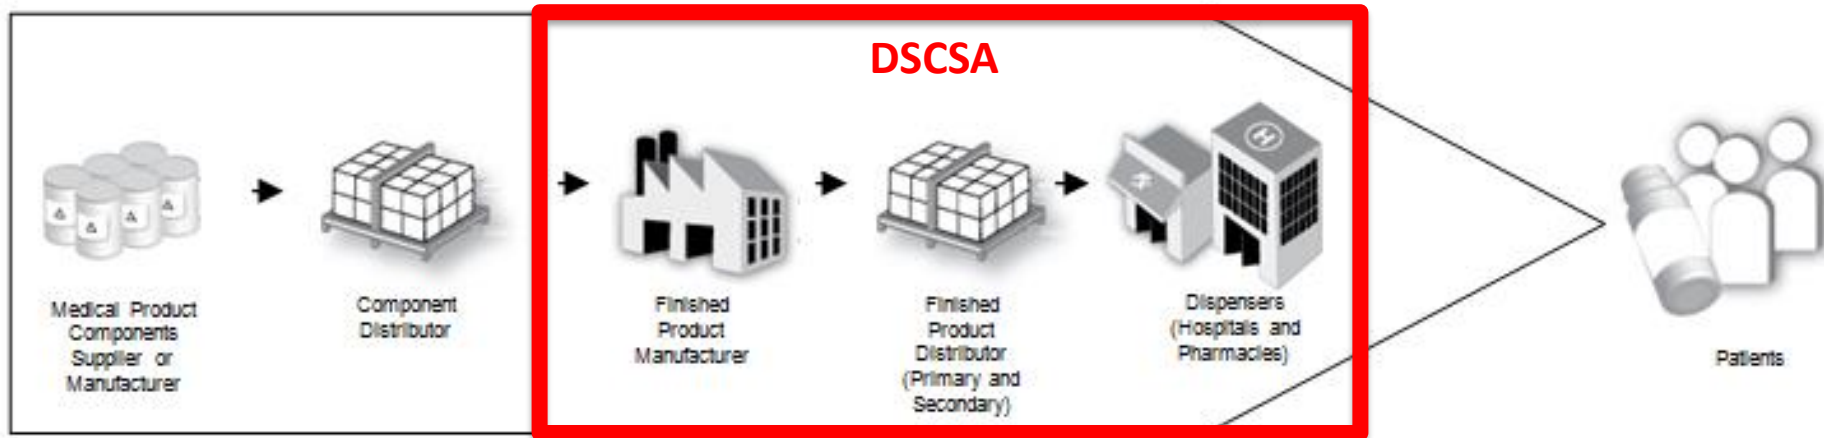 DSCSA
Medical Product
Components
Supplier or
Manufacturer
Component
Distributor
Finished
Product
Manufacturer
Finished
Product
Distributor
(Primary and
Secondary)
Dispensers
(Hospitals and
Pharmacies)
Patients
H